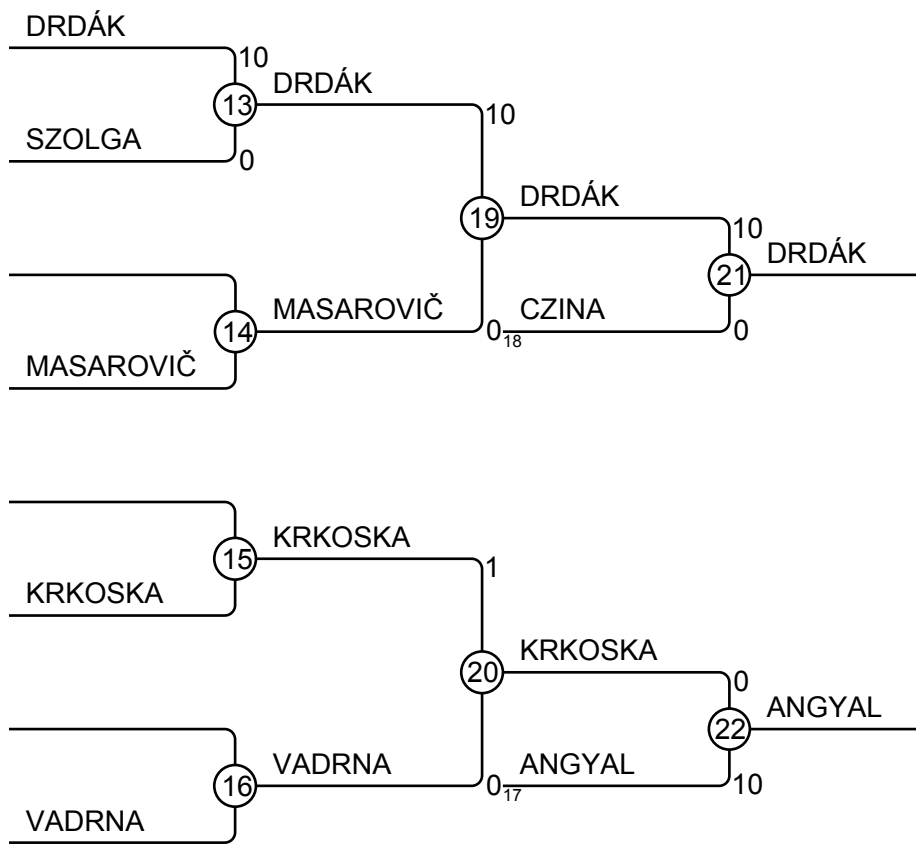 DRDÁK
10
13 DRDÁK
SZOLGA
0
10
19 DRDÁK
14 MASAROVIČ
MASAROVIČ
0 18 CZINA
10
21 DRDÁK
0
15 KRKOSKA
KRKOSKA
1
20 KRKOSKA
16 VADRNA
VADRNA
0 17 ANGYAL
0
22 ANGYAL
10